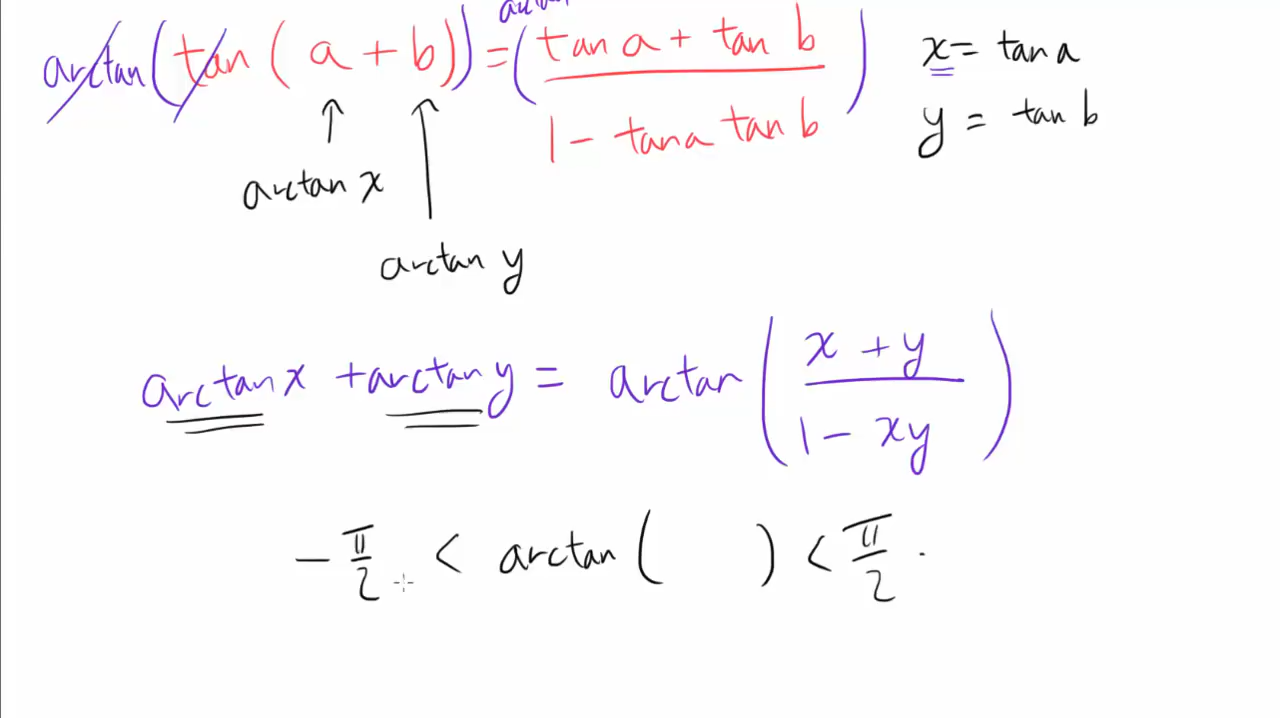 arctan(tan(a + b)) = arctan((tan a + tan b)/(1 - tan a tan b))
x = tan a
y = tan b
arctan x
arctan y
arctan x + arctan y = arctan((x + y)/(1 - xy))
-π/2 < arctan( ) < π/2 .